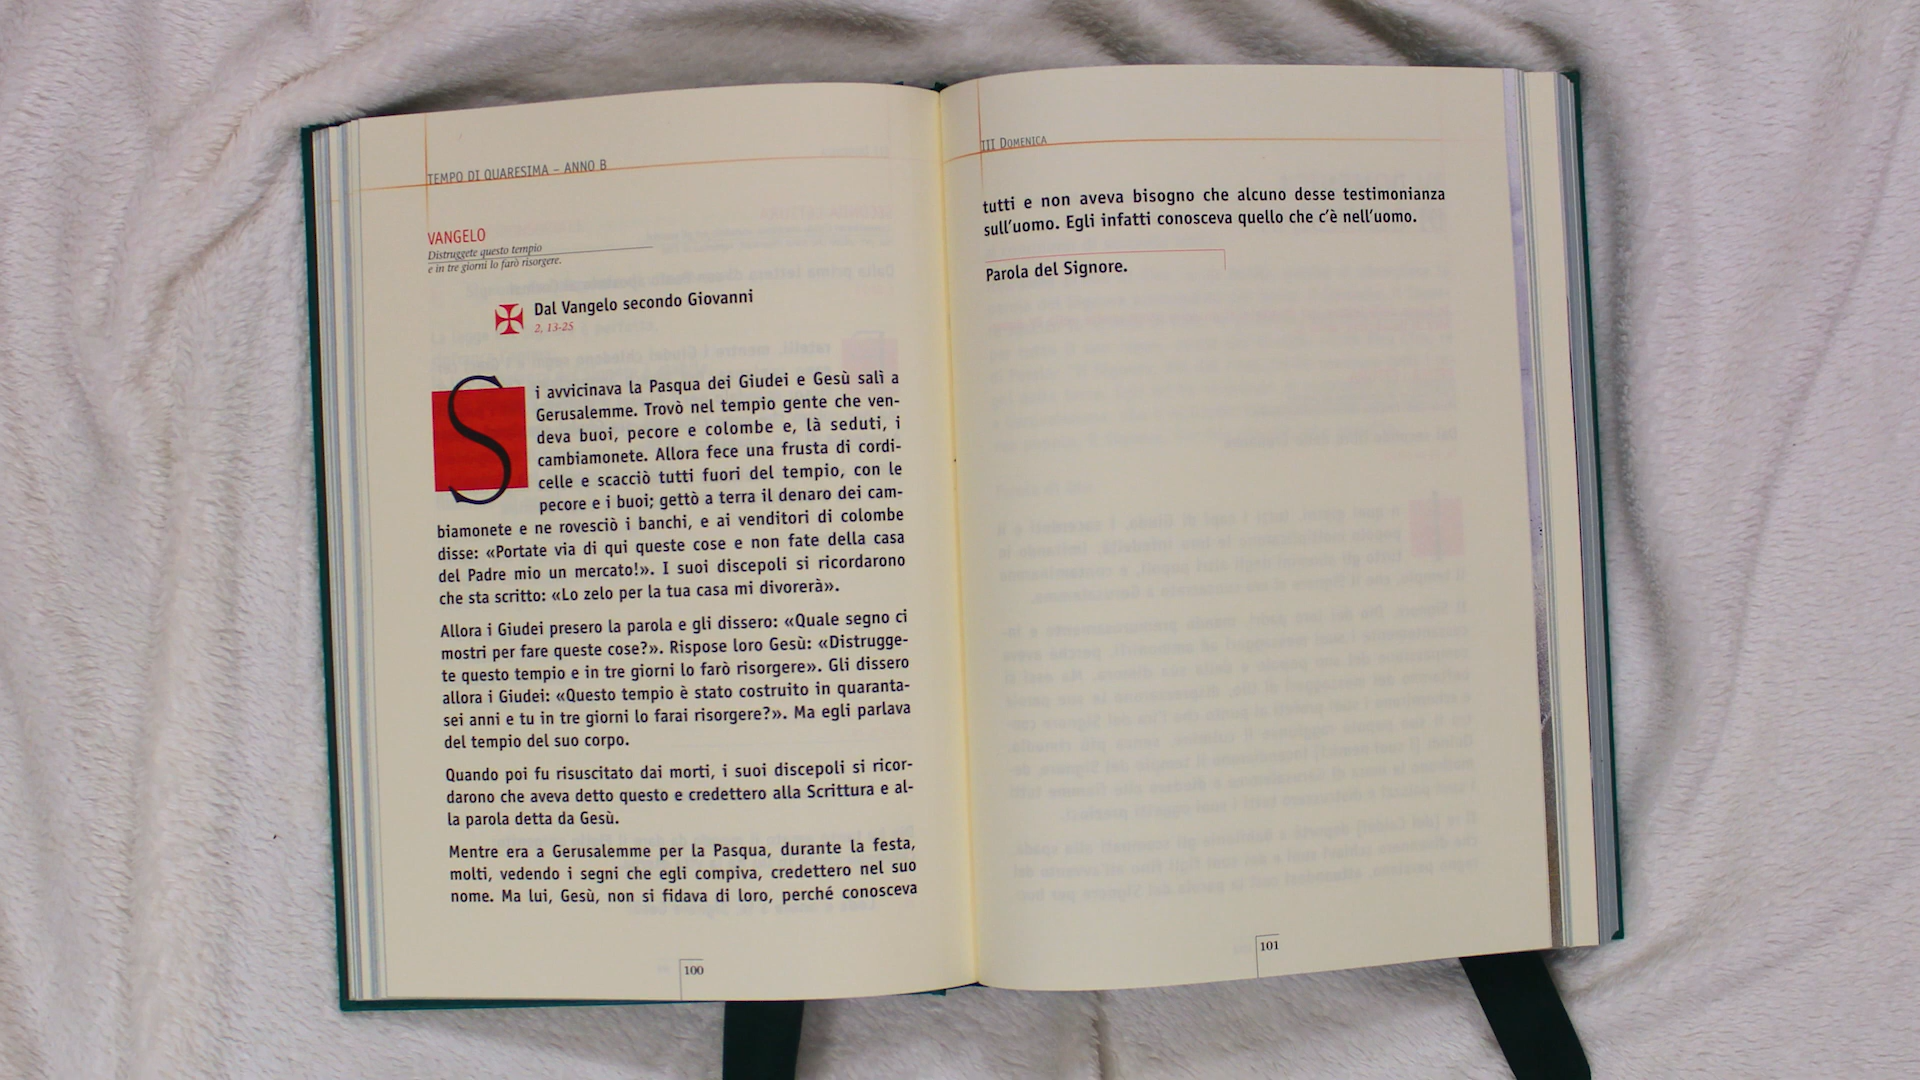 TEMPO DI QUARESIMA – ANNO B
VANGELO
Distruggete questo tempio
e in tre giorni lo farò risorgere.
Dal Vangelo secondo Giovanni
2, 13-25
Si avvicinava la Pasqua dei Giudei e Gesù salì a
Gerusalemme. Trovò nel tempio gente che ven-
deva buoi, pecore e colombe e, là seduti, i
cambiamonete. Allora fece una frusta di cordi-
celle e scacciò tutti fuori del tempio, con le
pecore e i buoi; gettò a terra il denaro dei cam-
biamonete e ne rovesciò i banchi, e ai venditori di colombe
disse: «Portate via di qui queste cose e non fate della casa
del Padre mio un mercato!». I suoi discepoli si ricordarono
che sta scritto: «Lo zelo per la tua casa mi divorerà».
Allora i Giudei presero la parola e gli dissero: «Quale segno ci
mostri per fare queste cose?». Rispose loro Gesù: «Distrugge-
te questo tempio e in tre giorni lo farò risorgere». Gli dissero
allora i Giudei: «Questo tempio è stato costruito in quaranta-
sei anni e tu in tre giorni lo farai risorgere?». Ma egli parlava
del tempio del suo corpo.
Quando poi fu risuscitato dai morti, i suoi discepoli si ricor-
darono che aveva detto questo e credettero alla Scrittura e al-
la parola detta da Gesù.
Mentre era a Gerusalemme per la Pasqua, durante la festa,
molti, vedendo i segni che egli compiva, credettero nel suo
nome. Ma lui, Gesù, non si fidava di loro, perché conosceva
100
III DOMENICA
tutti e non aveva bisogno che alcuno desse testimonianza
sull'uomo. Egli infatti conosceva quello che c'è nell'uomo.
Parola del Signore.
101